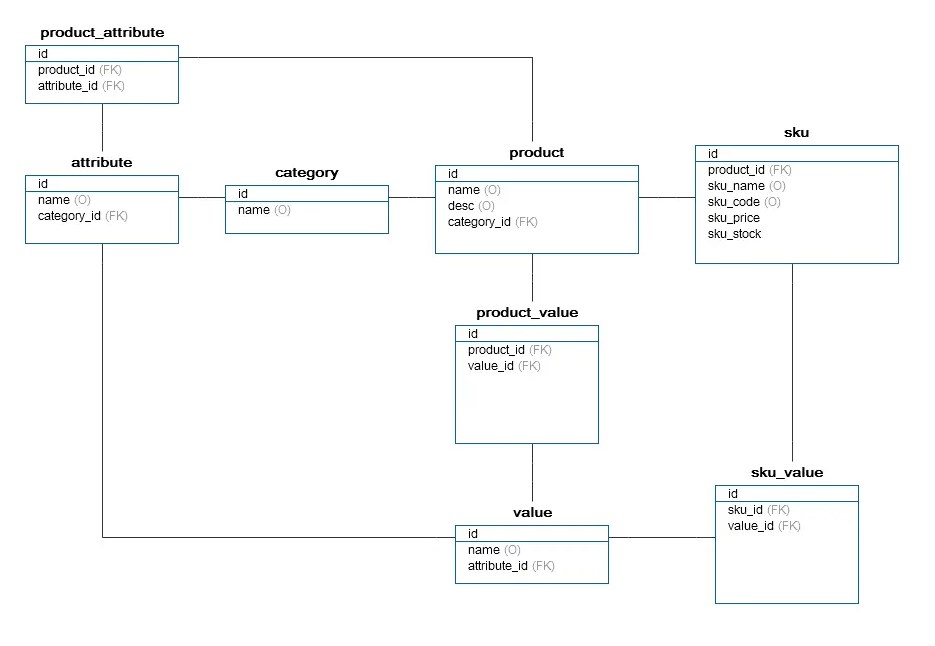 product_attribute
id
product_id (FK)
attribute_id (FK)
attribute
id
name (O)
category_id (FK)
category
id
name (O)
product
id
name (O)
desc (O)
category_id (FK)
sku
id
product_id (FK)
sku_name (O)
sku_code (O)
sku_price
sku_stock
product_value
id
product_id (FK)
value_id (FK)
value
id
name (O)
attribute_id (FK)
sku_value
id
sku_id (FK)
value_id (FK)